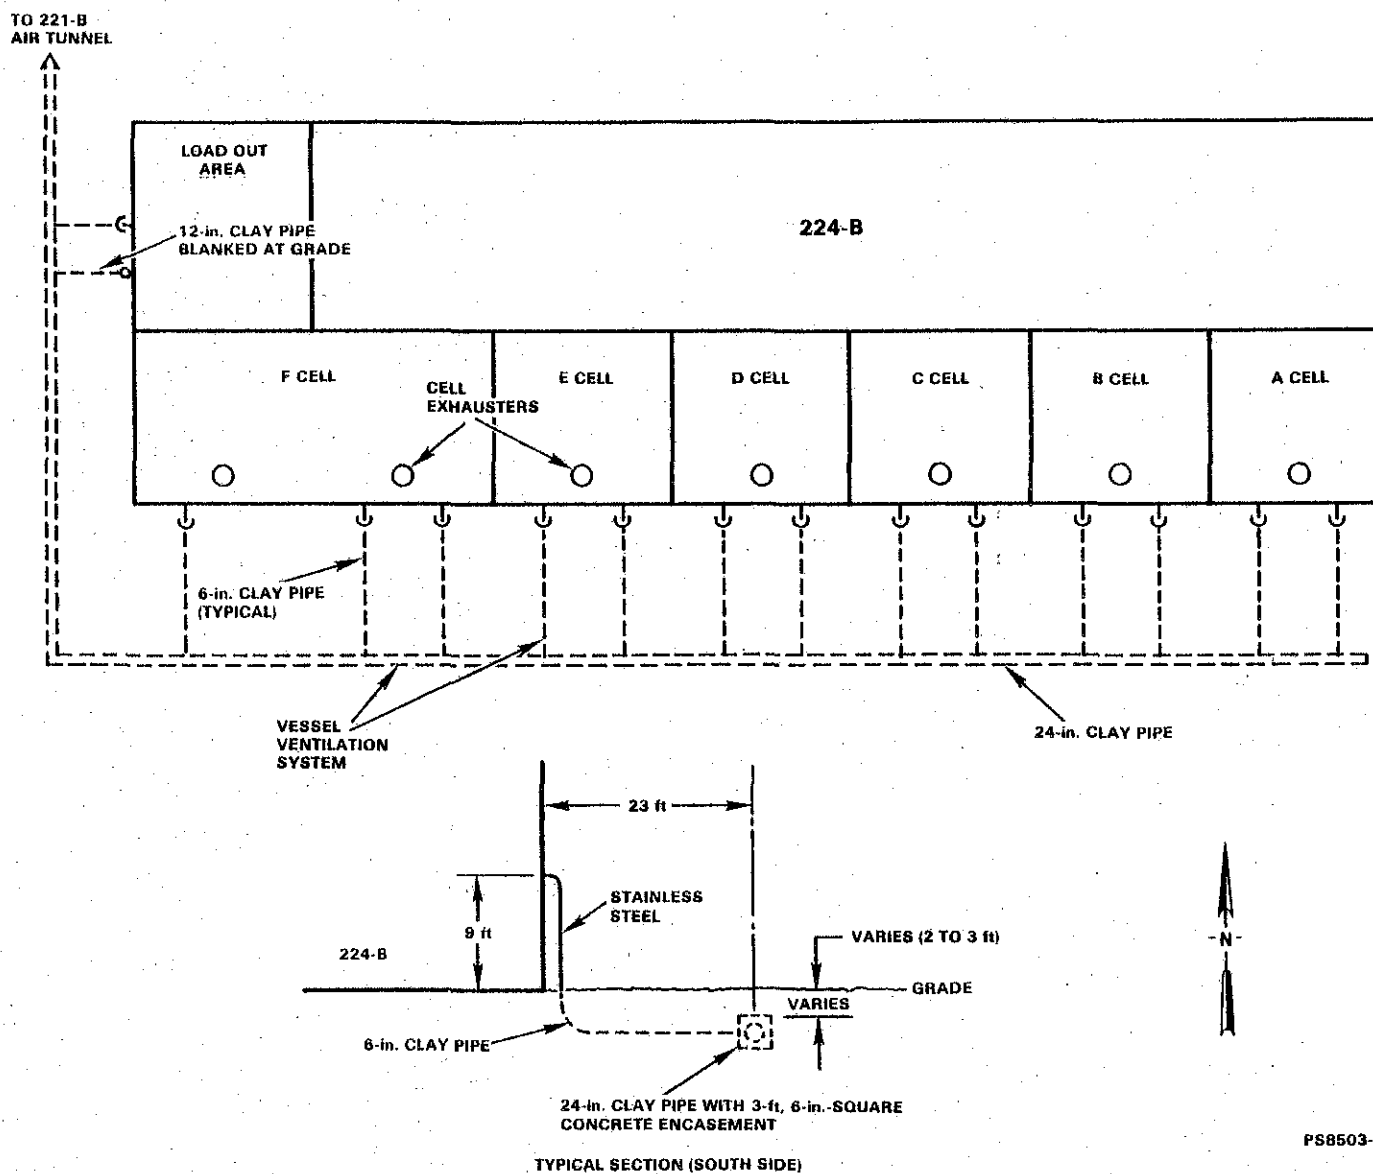 TO 221-B
AIR TUNNEL
LOAD OUT
AREA
12-in. CLAY PIPE
BLANKED AT GRADE
224-B
F CELL
CELL
EXHAUSTERS
E CELL
D CELL
C CELL
B CELL
A CELL
6-in. CLAY PIPE
(TYPICAL)
VESSEL
VENTILATION
SYSTEM
24-in. CLAY PIPE
23 ft
STAINLESS
STEEL
9 ft
224-B
VARIES (2 TO 3 ft)
GRADE
VARIES
6-in. CLAY PIPE
24-in. CLAY PIPE WITH 3-ft, 6-in.-SQUARE
CONCRETE ENCASEMENT
TYPICAL SECTION (SOUTH SIDE)
-N-
PS8503-